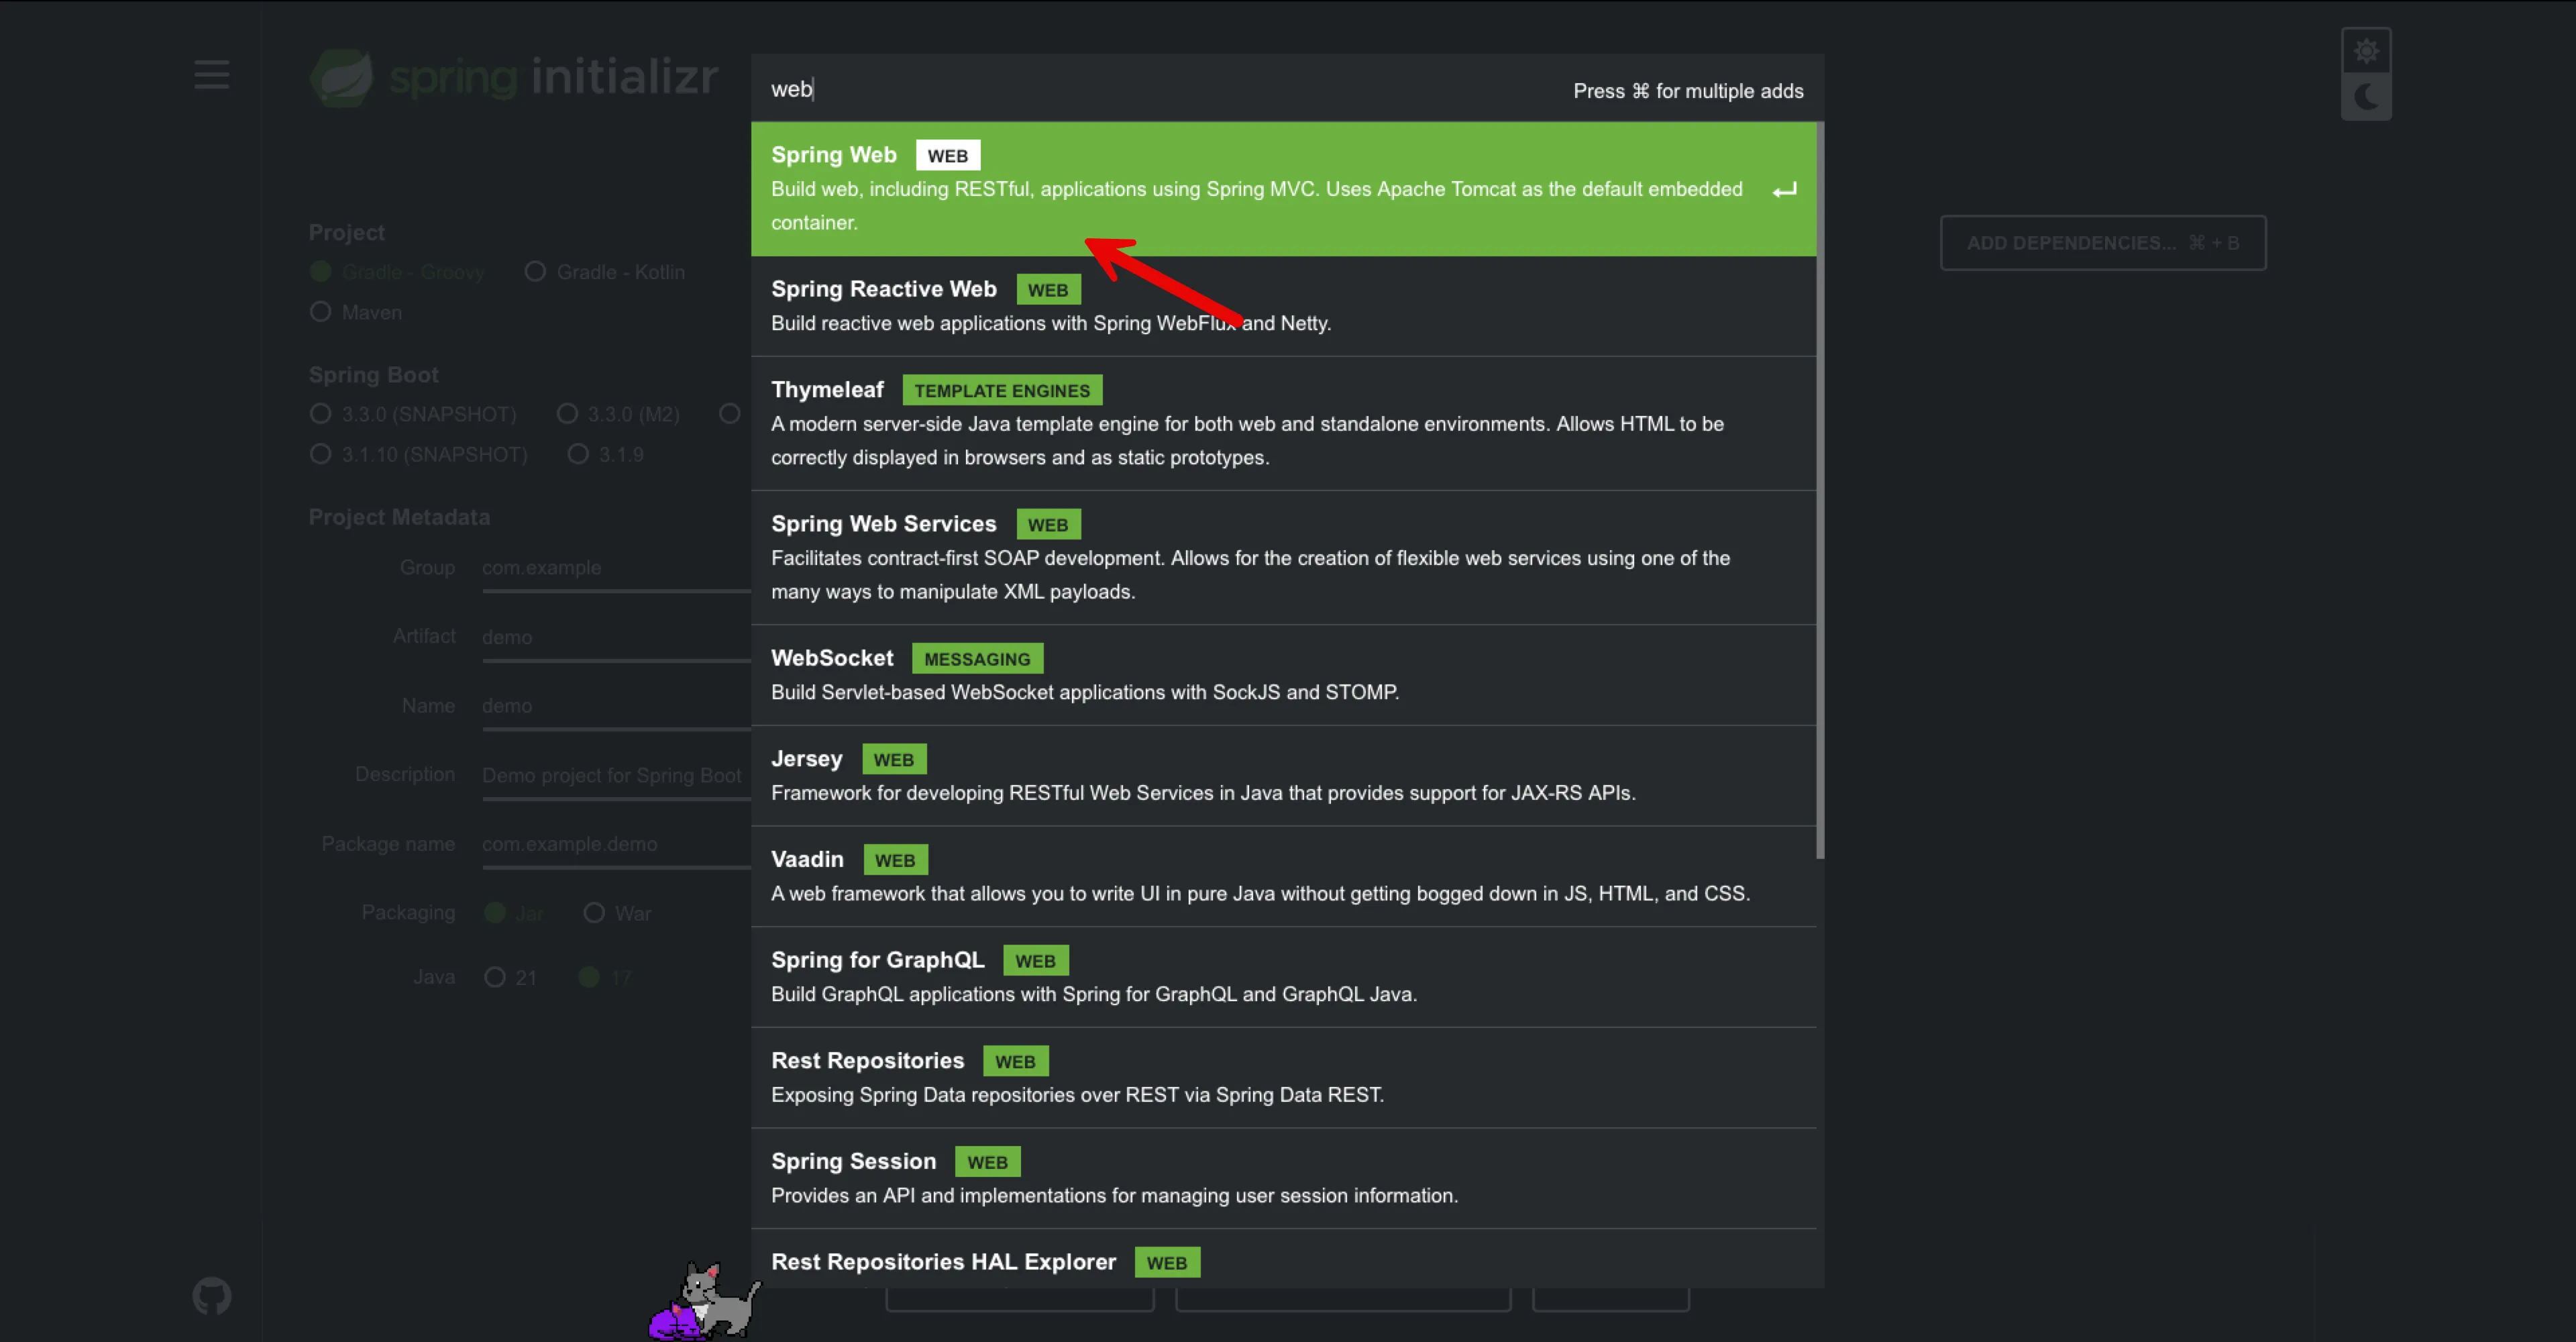 spring initializr
web
Press ⌘ for multiple adds
Spring Web WEB
Build web, including RESTful, applications using Spring MVC. Uses Apache Tomcat as the default embedded
container.
Spring Reactive Web WEB
Build reactive web applications with Spring WebFlux and Netty.
Thymeleaf TEMPLATE ENGINES
A modern server-side Java template engine for both web and standalone environments. Allows HTML to be
correctly displayed in browsers and as static prototypes.
Spring Web Services WEB
Facilitates contract-first SOAP development. Allows for the creation of flexible web services using one of the
many ways to manipulate XML payloads.
WebSocket MESSAGING
Build Servlet-based WebSocket applications with SockJS and STOMP.
Jersey WEB
Framework for developing RESTful Web Services in Java that provides support for JAX-RS APIs.
Vaadin WEB
A web framework that allows you to write UI in pure Java without getting bogged down in JS, HTML, and CSS.
Spring for GraphQL WEB
Build GraphQL applications with Spring for GraphQL and GraphQL Java.
Rest Repositories WEB
Exposing Spring Data repositories over REST via Spring Data REST.
Spring Session WEB
Provides an API and implementations for managing user session information.
Rest Repositories HAL Explorer WEB
Project
Gradle - Groovy Gradle - Kotlin
Maven
Spring Boot
3.3.0 (SNAPSHOT) 3.3.0 (M2)
3.1.10 (SNAPSHOT) 3.1.9
Project Metadata
Group com.example
Artifact demo
Name demo
Description Demo project for Spring Boot
Package name com.example.demo
Packaging Jar War
Java 21 17
ADD DEPENDENCIES... ⌘ + B